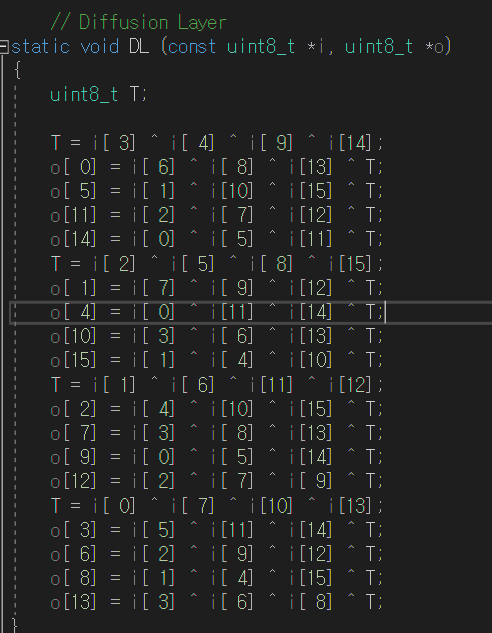 // Diffusion Layer
static void DL (const uint8_t *i, uint8_t *o)
{
uint8_t T;
T = i[ 3] ^ i[ 4] ^ i[ 9] ^ i[14];
o[ 0] = i[ 6] ^ i[ 8] ^ i[13] ^ T;
o[ 5] = i[ 1] ^ i[10] ^ i[15] ^ T;
o[11] = i[ 2] ^ i[ 7] ^ i[12] ^ T;
o[14] = i[ 0] ^ i[ 5] ^ i[11] ^ T;
T = i[ 2] ^ i[ 5] ^ i[ 8] ^ i[15];
o[ 1] = i[ 7] ^ i[ 9] ^ i[12] ^ T;
o[ 4] = i[ 0] ^ i[11] ^ i[14] ^ T;
o[10] = i[ 3] ^ i[ 6] ^ i[13] ^ T;
o[15] = i[ 1] ^ i[ 4] ^ i[10] ^ T;
T = i[ 1] ^ i[ 6] ^ i[11] ^ i[12];
o[ 2] = i[ 4] ^ i[10] ^ i[15] ^ T;
o[ 7] = i[ 3] ^ i[ 8] ^ i[13] ^ T;
o[ 9] = i[ 0] ^ i[ 5] ^ i[14] ^ T;
o[12] = i[ 2] ^ i[ 7] ^ i[ 9] ^ T;
T = i[ 0] ^ i[ 7] ^ i[10] ^ i[13];
o[ 3] = i[ 5] ^ i[11] ^ i[14] ^ T;
o[ 6] = i[ 2] ^ i[ 9] ^ i[12] ^ T;
o[ 8] = i[ 1] ^ i[ 4] ^ i[15] ^ T;
o[13] = i[ 3] ^ i[ 6] ^ i[ 8] ^ T;
}